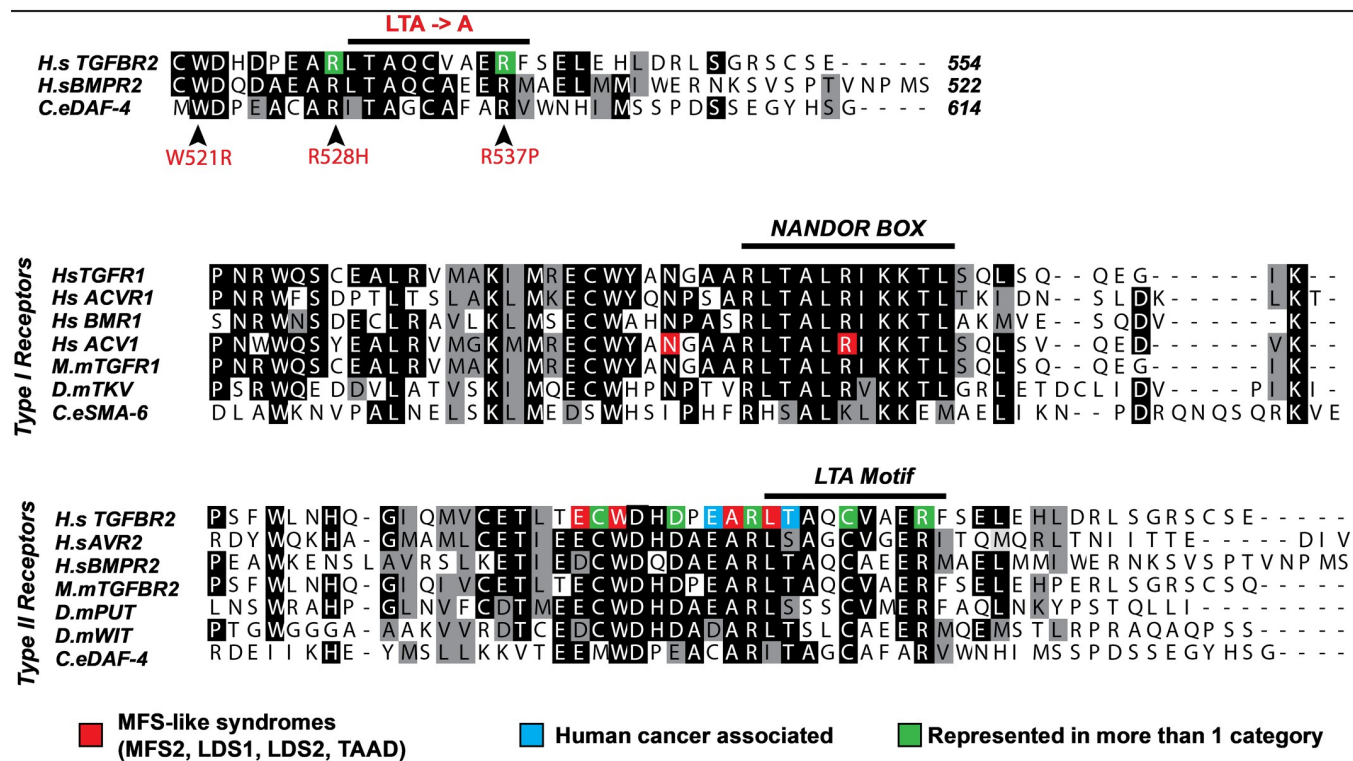 LTA -> A
H.s TGFBR2 CWDHDPEARLTAQCVAERFSELEHLDRLSGRSCSE----- 554
H.sBMPR2 CWDQDAEARLTAQCAEERMAELMMIWERNKSVSPTVNPMS 522
C.eDAF-4 MWDPEACARITAGCAFARVWNHIMSSPDSSEGYHSG---- 614
W521R R528H R537P
NANDOR BOX
Type I Receptors
HsTGFR1 PNRWQSCEALRVMAKIMRECWYANGAARLTALRIKKTLSQLSQ--QEG------IK--
Hs ACVR1 PNRWFSDPTLTSLAKLMKECWYQNPSARLTALRIKKTLTKIDN--SLDK-----LKT-
Hs BMR1 SNRWNSDECLRAVLKLMSECWAHNPASRLTALRIKKTLAKMVE--SQDV------K--
Hs ACV1 PNWWQSYEALRVMGKMMRECWYANGAARLTALRIKKTLSQLSV--QED------VK--
M.mTGFR1 PNRWQSCEALRVMAKIMRECWYANGAARLTALRIKKTLSQLSQ--QEG------IK--
D.mTKV PSRWQEDDVLATVSKIMQECWHPNPTVRLTALRVKKTLGRLETDCLIDV----PIKI-
C.eSMA-6 DLAWKNVPALNELSKLMEDSWHSIPHFRHSALKLKKEMAELIKN--PDRQNQSQRKVE
LTA Motif
Type II Receptors
H.s TGFBR2 PSFWLNHQ-GIQMVCETLTECWDHDPEARLTAQCVAERFSELEHLDRLSGRSCSE-----
H.sAVR2 RDYWQKHA-GMAMLCETIEECWDHDAEARLSAGCVGERITQMQRLTNIITTE-----DIV
H.sBMPR2 PEAWKENSLAVRSLKETIEDCWDQDAEARLTAQCAEERMAELMMIWERNKSVSPTVNPMS
M.mTGFBR2 PSFWLNHQ-GIQIVCETLTECWDHDPEARLTAQCVAERFSELEHPERLSGRSCSQ-----
D.mPUT LNSWRAHP-GLNVFCDTMEECWDHDAEARLSSSCVMERFAQLNKYPSTQLLI--------
D.mWIT PTGWGGGA-AAKVVRDTCEDCWDHDADARLTSLCAEERMQEMSTLRPRAQAQPSS-----
C.eDAF-4 RDEIIKHE-YMSLLKKVTEEMWDPEACARITAGCAFARVWNHIMSSPDSSEGYHSG----
MFS-like syndromes
(MFS2, LDS1, LDS2, TAAD)
Human cancer associated
Represented in more than 1 category